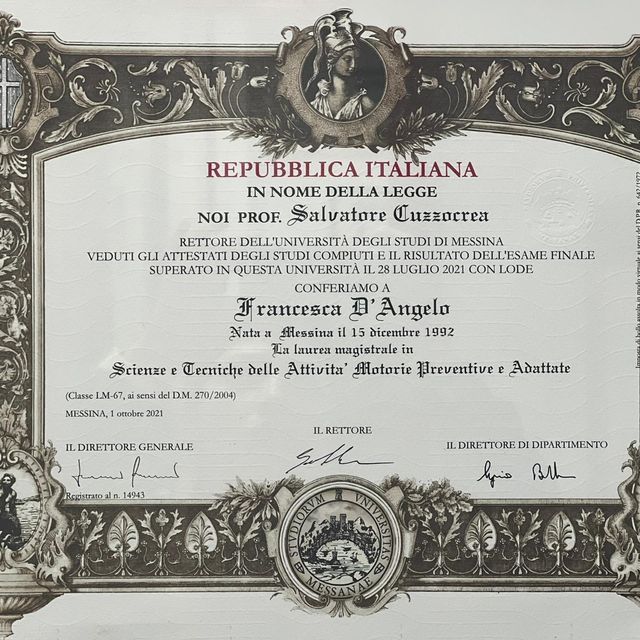 REPUBBLICA ITALIANA
IN NOME DELLA LEGGE
NOI PROF. Salvatore Cuzzocrea
RETTORE DELL'UNIVERSITÀ DEGLI STUDI DI MESSINA
VEDUTI GLI ATTESTATI DEGLI STUDI COMPIUTI E IL RISULTATO DELL'ESAME FINALE
SUPERATO IN QUESTA UNIVERSITÀ IL 28 LUGLIO 2021 CON LODE
CONFERIAMO A
Francesca D'Angelo
Nata a Messina il 15 dicembre 1992
La laurea magistrale in
Scienze e Tecniche delle Attivita' Motorie Preventive e Adattate
(Classe LM-67, ai sensi del D.M. 270/2004)
MESSINA, 1 ottobre 2021
IL RETTORE
IL DIRETTORE GENERALE
IL DIRETTORE DI DIPARTIMENTO
Registrato al n. 14943
STUDIORVM VNIVERSITAS
MESSANAE